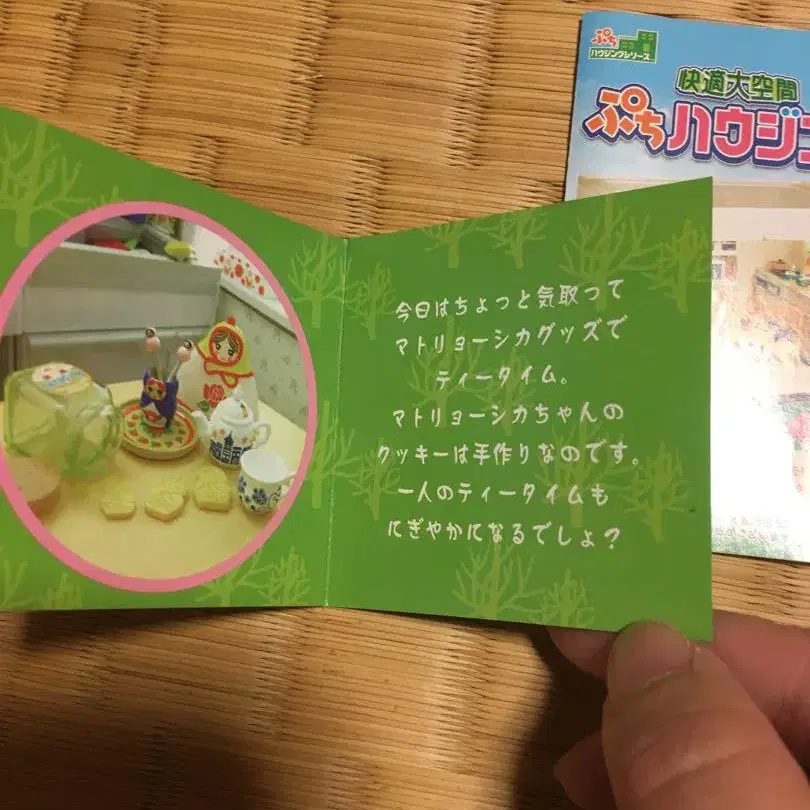 今日はちょっと気取って
マトリョーシカグッズで
ティータイム。
マトリョーシカちゃんの
クッキーは手作りなのです。
一人のティータイムも
にぎやかになるでしょ？
ぷち
ハウジングシリーズ
快適大空間
ぷちハウジン